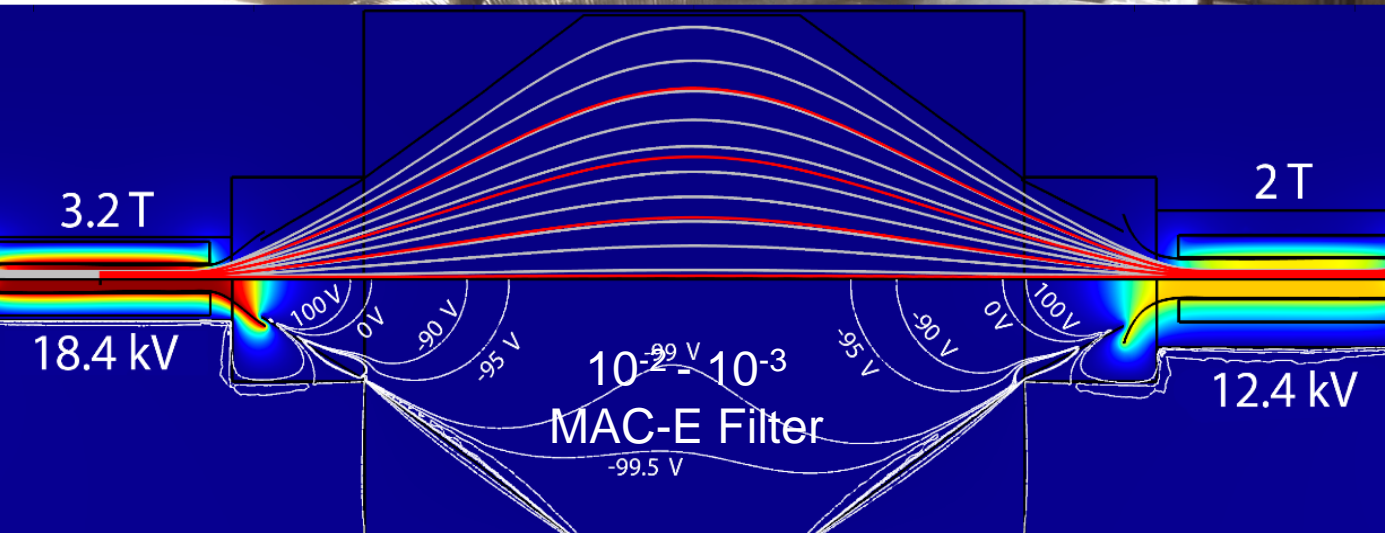 3.2 T
2 T
18.4 kV
12.4 kV
100 V
0 V
-90 V
-95 V
-99 V
10⁻² - 10⁻³
MAC-E Filter
-99.5 V
-95 V
-90 V
0 V
100 V